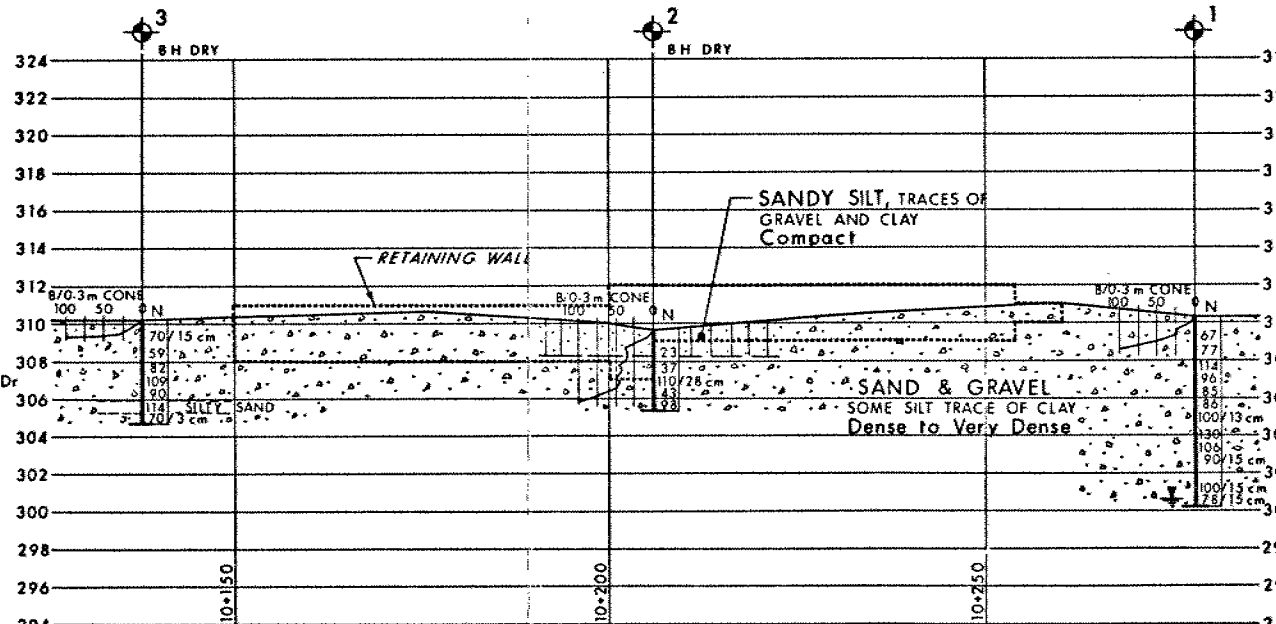 3
2
1
BH DRY
BH DRY
324
322
320
318
316
314
312
310
308
306
304
302
300
298
296
294
SANDY SILT, TRACES OF
GRAVEL AND CLAY
Compact
RETAINING WALL
B/0·3m CONE
100 50 0 N
70/15 cm
59
82
109
90
114
70/3 cm
SILTY SAND
B/0·3m CONE
100 50 0 N
23
37
110/28 cm
43
98
SAND & GRAVEL
SOME SILT TRACE OF CLAY
Dense to Very Dense
B/0·3m CONE
100 50 0 N
67
77
114
96
85
86
100/13 cm
130
106
90/15 cm
100/15 cm
78/15 cm
Dr
10+150
10+200
10+250